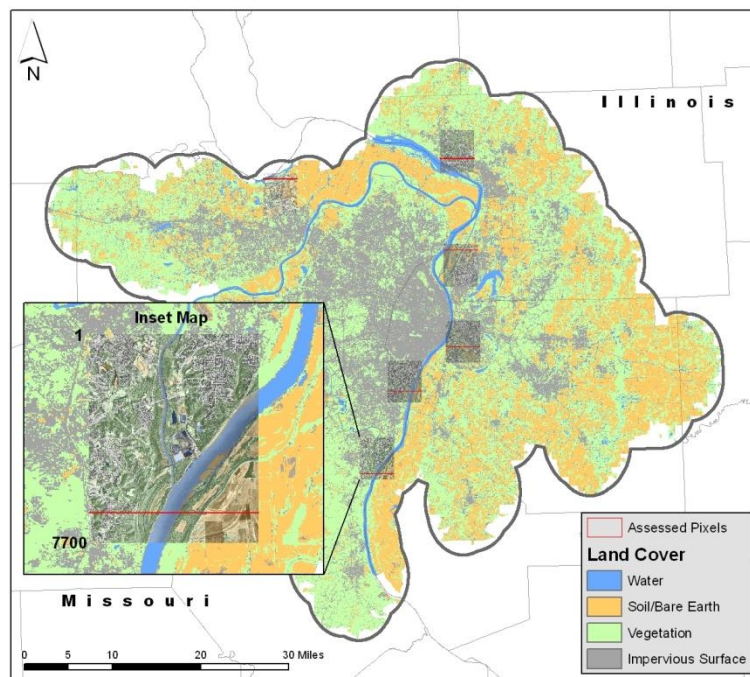 N
Illinois
Inset Map
1
7700
Missouri
0 5 10 20 30 Miles
Assessed Pixels
Land Cover
Water
Soil/Bare Earth
Vegetation
Impervious Surface